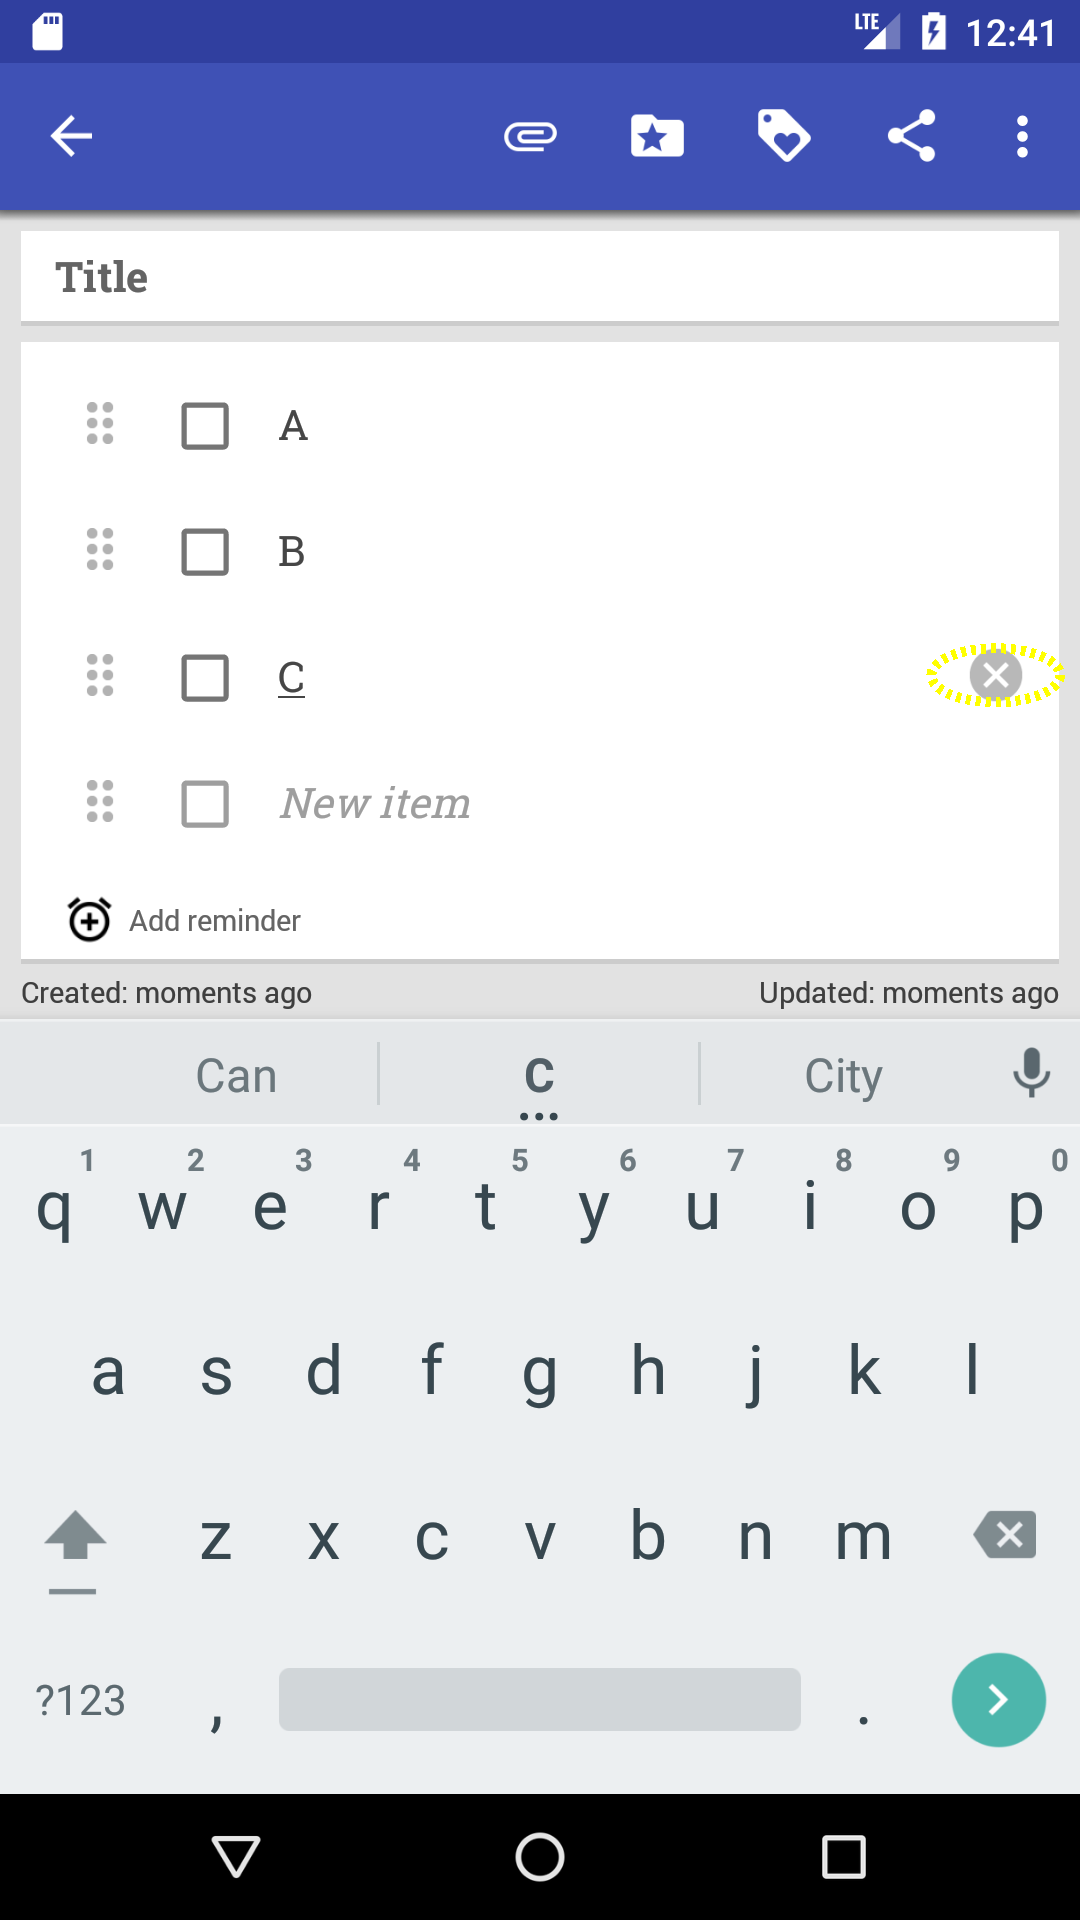 LTE 12:41
Title
A
B
C
New item
Add reminder
Created: moments ago Updated: moments ago
Can C City
1 2 3 4 5 6 7 8 9 0
q w e r t y u i o p
a s d f g h j k l
z x c v b n m
?123 , .